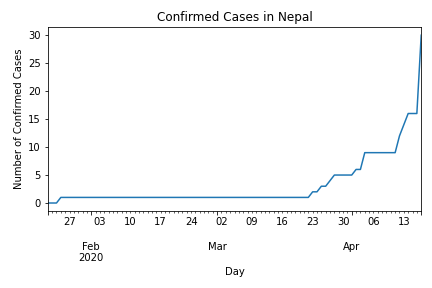 Confirmed Cases in Nepal
30
25
20
15
10
5
0
Number of Confirmed Cases
27 03 10 17 24 02 09 16 23 30 06 13
Feb Mar Apr
2020
Day